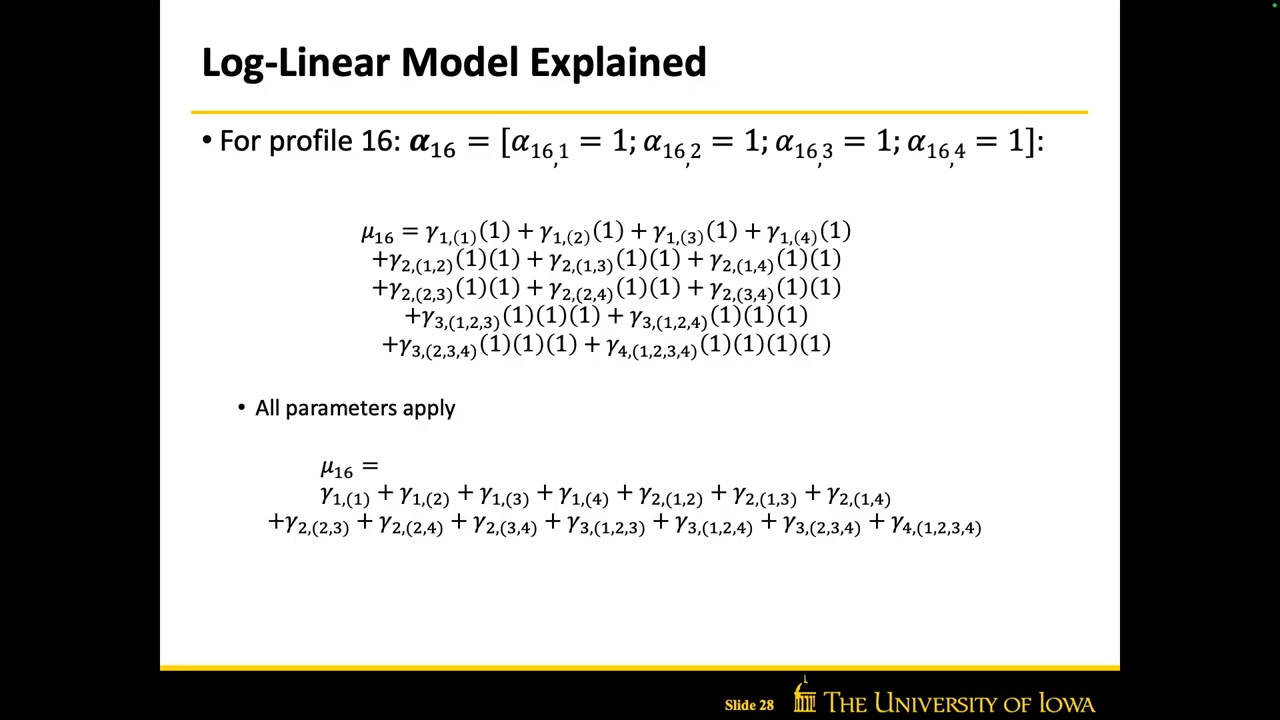 Log-Linear Model Explained
• For profile 16: 𝜶₁₆ = [α₁₆,₁ = 1; α₁₆,₂ = 1; α₁₆,₃ = 1; α₁₆,₄ = 1]:
μ₁₆ = γ₁,₍₁₎(1) + γ₁,₍₂₎(1) + γ₁,₍₃₎(1) + γ₁,₍₄₎(1)
+γ₂,₍₁,₂₎(1)(1) + γ₂,₍₁,₃₎(1)(1) + γ₂,₍₁,₄₎(1)(1)
+γ₂,₍₂,₃₎(1)(1) + γ₂,₍₂,₄₎(1)(1) + γ₂,₍₃,₄₎(1)(1)
+γ₃,₍₁,₂,₃₎(1)(1)(1) + γ₃,₍₁,₂,₄₎(1)(1)(1)
+γ₃,₍₂,₃,₄₎(1)(1)(1) + γ₄,₍₁,₂,₃,₄₎(1)(1)(1)(1)
• All parameters apply
μ₁₆ =
γ₁,₍₁₎ + γ₁,₍₂₎ + γ₁,₍₃₎ + γ₁,₍₄₎ + γ₂,₍₁,₂₎ + γ₂,₍₁,₃₎ + γ₂,₍₁,₄₎
+γ₂,₍₂,₃₎ + γ₂,₍₂,₄₎ + γ₂,₍₃,₄₎ + γ₃,₍₁,₂,₃₎ + γ₃,₍₁,₂,₄₎ + γ₃,₍₂,₃,₄₎ + γ₄,₍₁,₂,₃,₄₎
Slide 28
THE UNIVERSITY OF IOWA